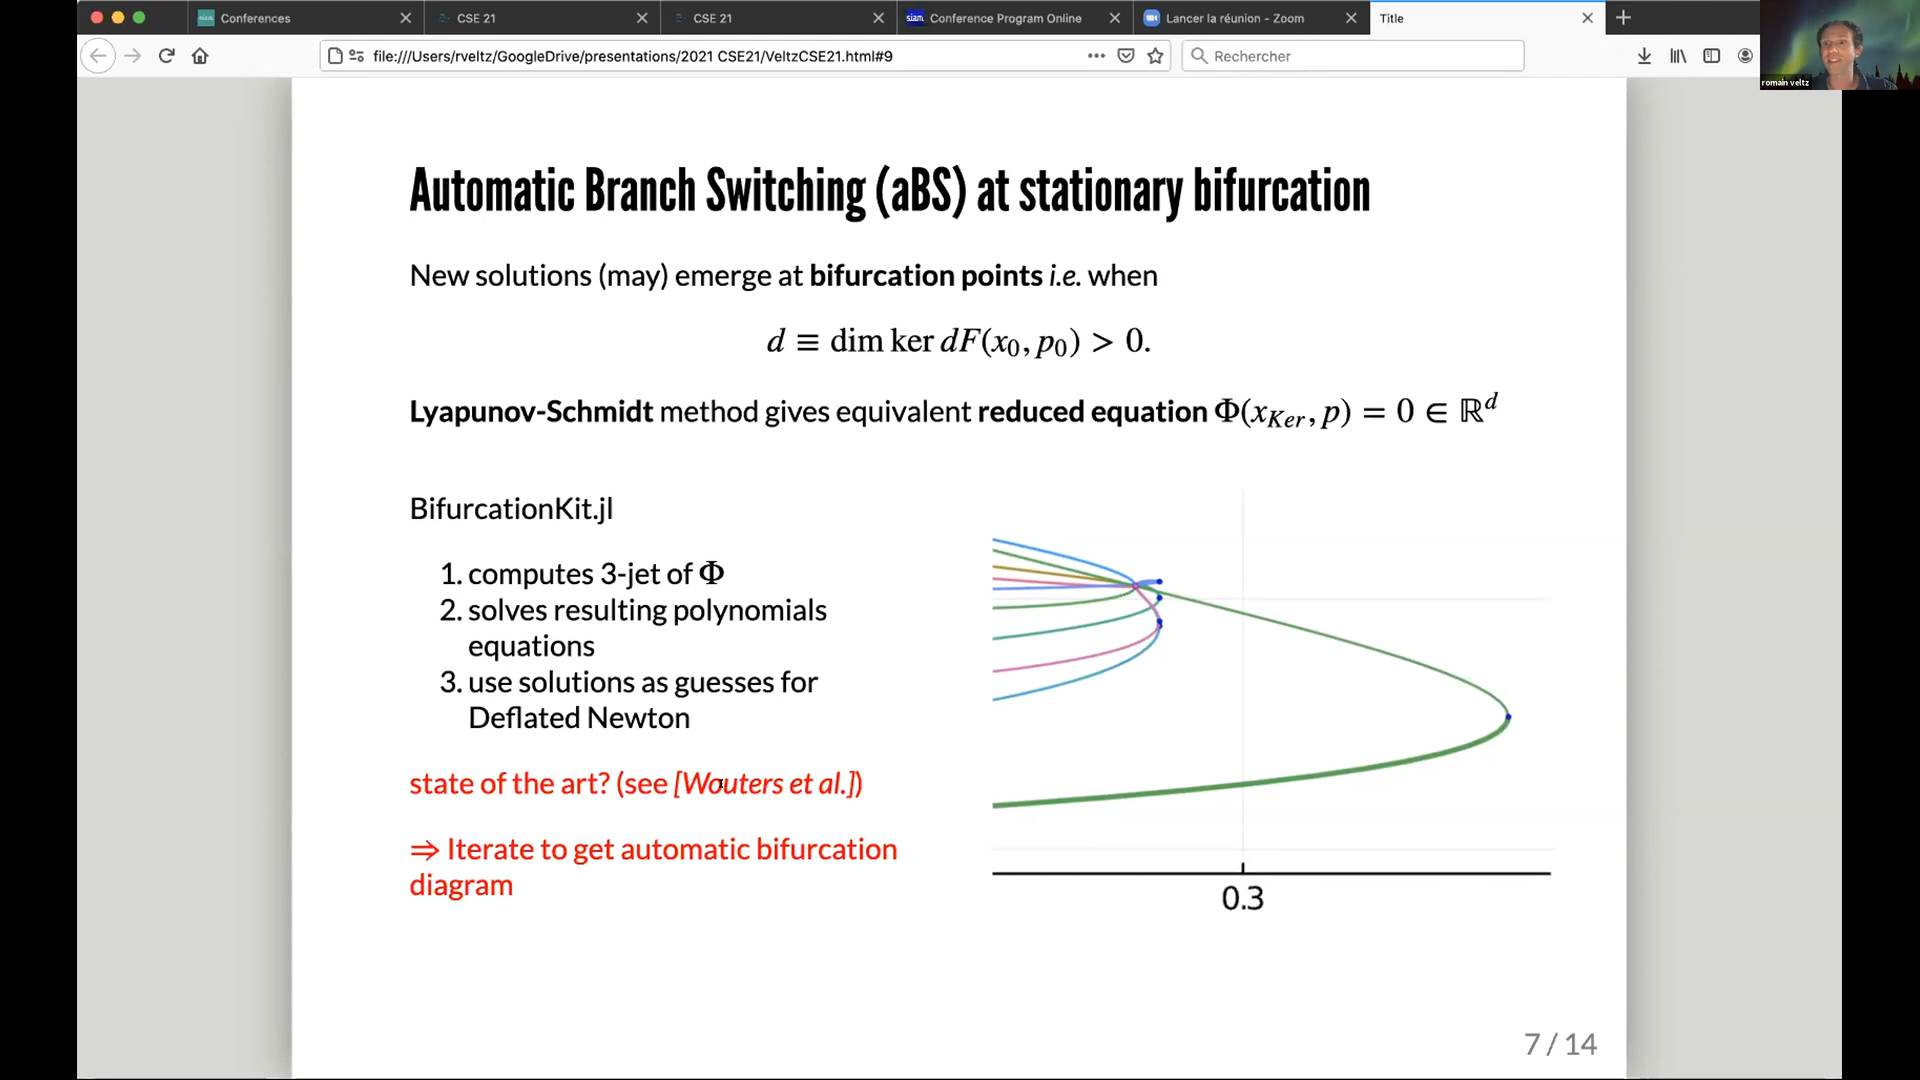 Conferences
CSE 21
CSE 21
siam Conference Program Online
Lancer la réunion - Zoom
Title
file:///Users/rveltz/GoogleDrive/presentations/2021 CSE21/VeltzCSE21.html#9
Rechercher
romain veltz
Automatic Branch Switching (aBS) at stationary bifurcation
New solutions (may) emerge at bifurcation points i.e. when
d ≡ dim ker dF(x₀, p₀) > 0.
Lyapunov-Schmidt method gives equivalent reduced equation Φ(x_Ker, p) = 0 ∈ ℝᵈ
BifurcationKit.jl
1. computes 3-jet of Φ
2. solves resulting polynomials
equations
3. use solutions as guesses for
Deflated Newton
state of the art? (see [Wouters et al.])
⇒ Iterate to get automatic bifurcation
diagram
0.3
7 / 14